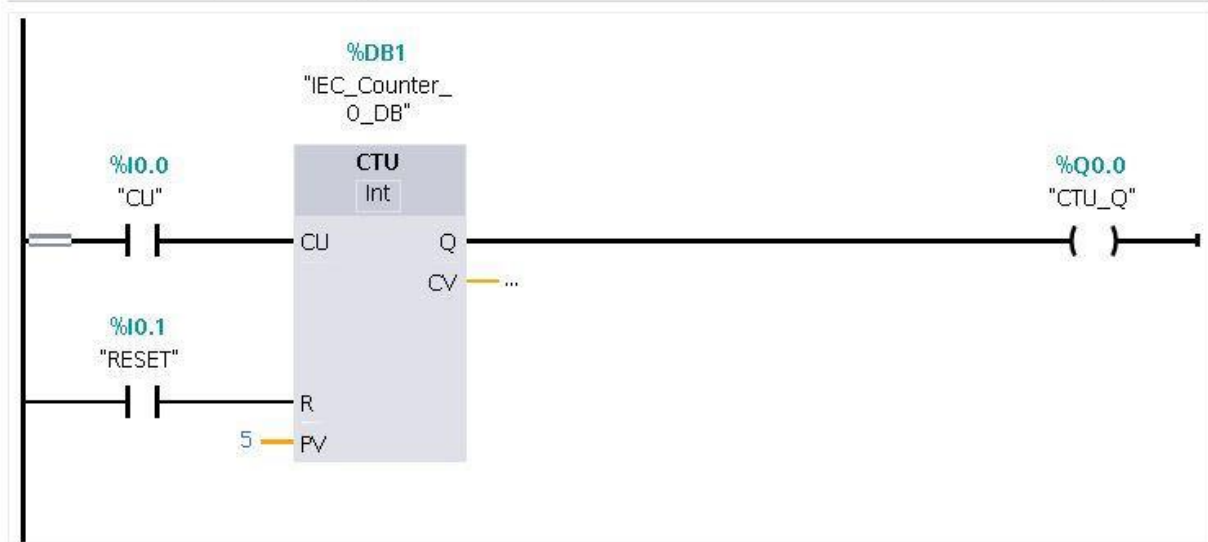 %DB1
"IEC_Counter_
0_DB"
%I0.0
"CU"
CTU
Int
%Q0.0
"CTU_Q"
CU
Q
CV
...
%I0.1
"RESET"
R
5
PV